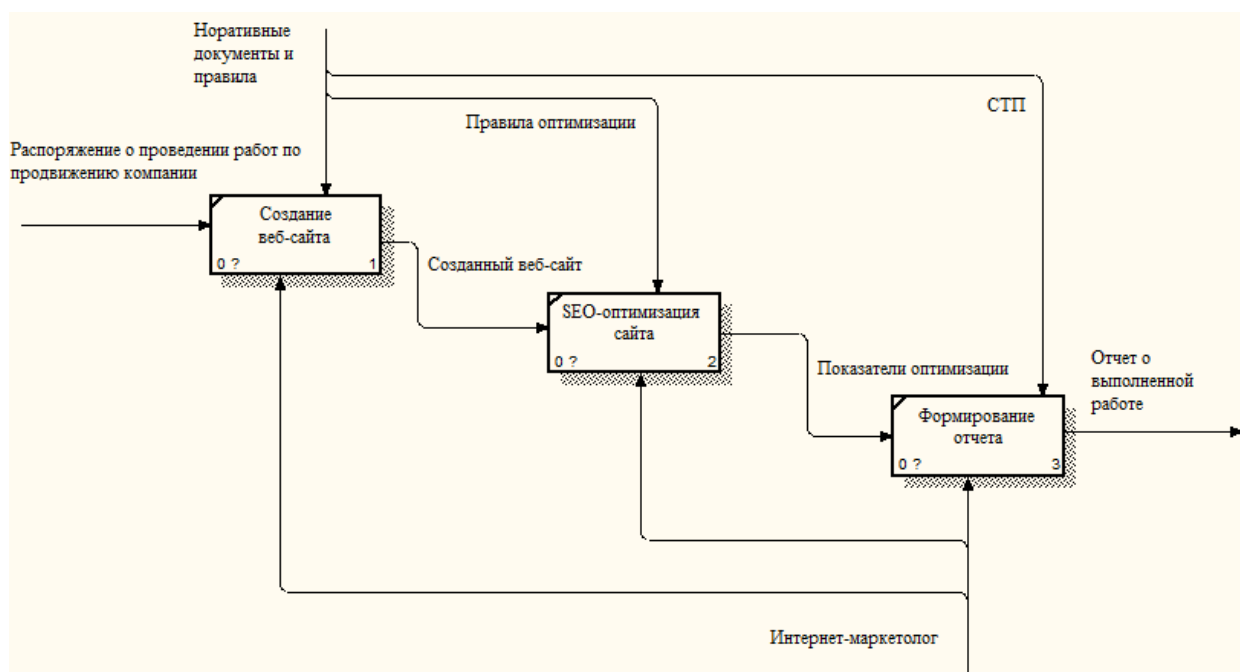 Норативные
документы и
правила
СТП
Правила оптимизации
Распоряжение о проведении работ по
продвижению компании
Создание
веб-сайта
0 ?
1
Созданный веб-сайт
SEO-оптимизация
сайта
0 ?
2
Показатели оптимизации
Отчет о
выполненной
работе
Формирование
отчета
0 ?
3
Интернет-маркетолог